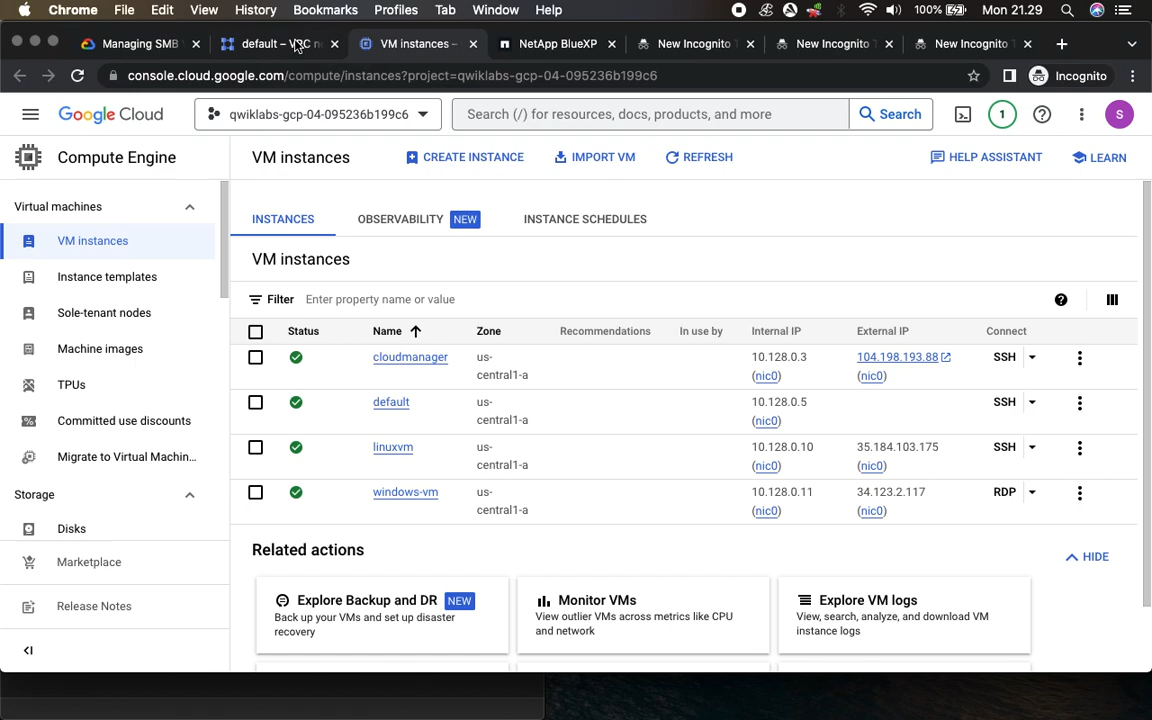 Chrome File Edit View History Bookmarks Profiles Tab Window Help 100% Mon 21.29
Managing SMB default – VPC n VM instances – NetApp BlueXP New Incognito T New Incognito T New Incognito T
console.cloud.google.com/compute/instances?project=qwiklabs-gcp-04-095236b199c6 Incognito
Google Cloud qwiklabs-gcp-04-095236b199c6 Search (/) for resources, docs, products, and more Search 1 S
Compute Engine VM instances CREATE INSTANCE IMPORT VM REFRESH HELP ASSISTANT LEARN
Virtual machines
VM instances
Instance templates
Sole-tenant nodes
Machine images
TPUs
Committed use discounts
Migrate to Virtual Machin...
Storage
Disks
Marketplace
Release Notes
INSTANCES OBSERVABILITY NEW INSTANCE SCHEDULES
VM instances
Filter Enter property name or value
Status Name Zone Recommendations In use by Internal IP External IP Connect
cloudmanager us- 10.128.0.3 104.198.193.88 SSH
central1-a (nic0) (nic0)
default us- 10.128.0.5 SSH
central1-a (nic0)
linuxvm us- 10.128.0.10 35.184.103.175 SSH
central1-a (nic0) (nic0)
windows-vm us- 10.128.0.11 34.123.2.117 RDP
central1-a (nic0) (nic0)
Related actions HIDE
Explore Backup and DR NEW
Back up your VMs and set up disaster
recovery
Monitor VMs
View outlier VMs across metrics like CPU
and network
Explore VM logs
View, search, analyze, and download VM
instance logs